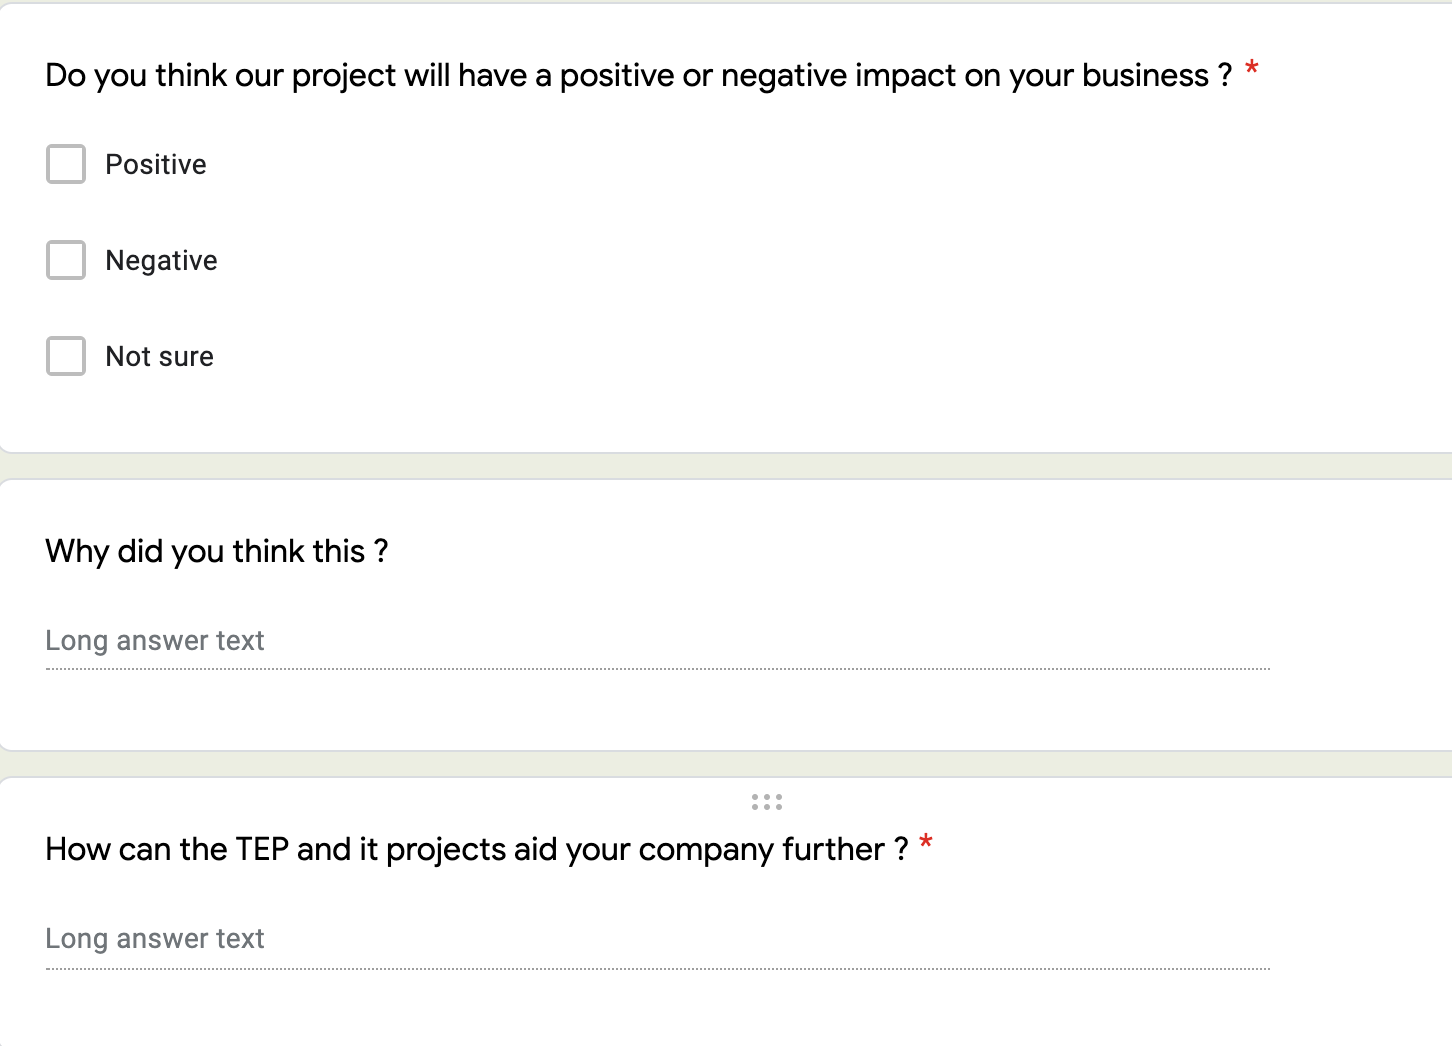 Do you think our project will have a positive or negative impact on your business ? *
Positive
Negative
Not sure
Why did you think this ?
Long answer text
How can the TEP and it projects aid your company further ? *
Long answer text